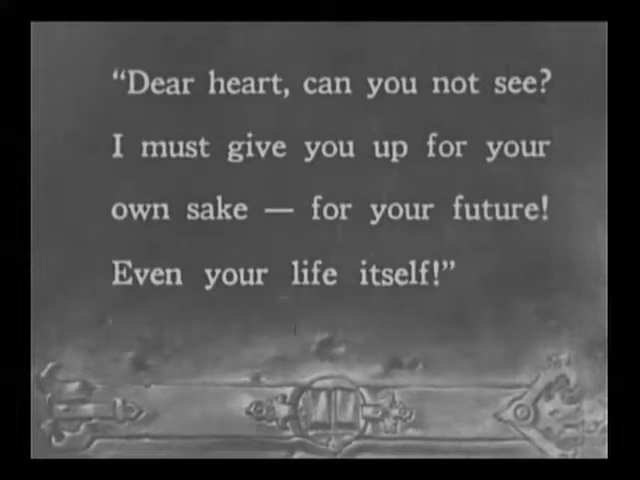 “Dear heart, can you not see?
I must give you up for your
own sake — for your future!
Even your life itself!”